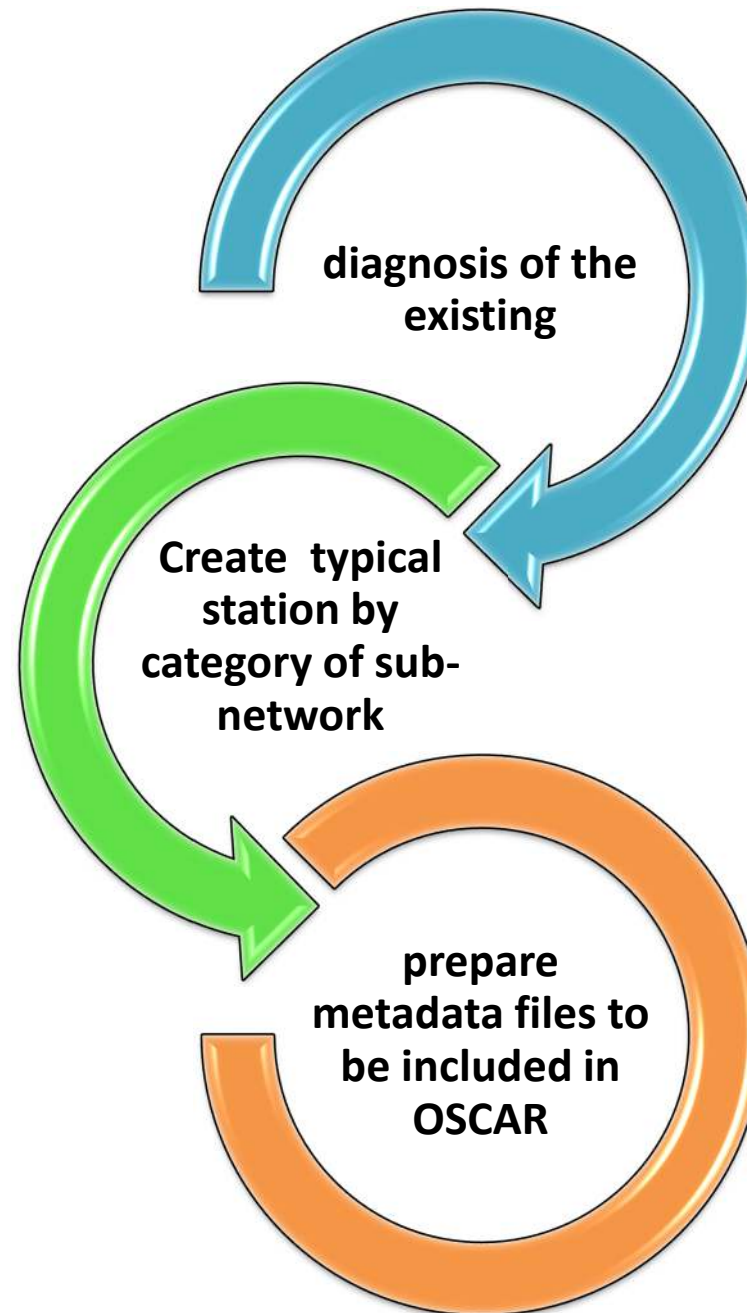 diagnosis of the
existing
Create  typical
station by
category of sub-
network
prepare
metadata files to
be included in
OSCAR